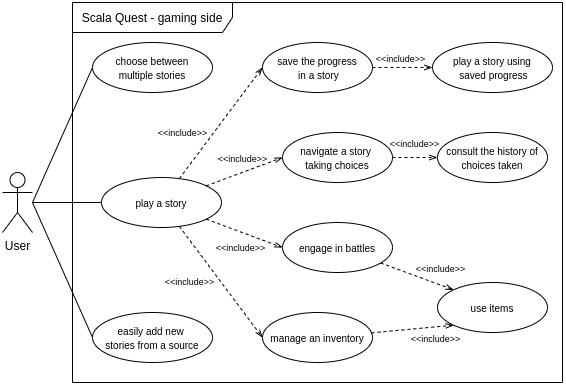 Scala Quest - gaming side
choose between
multiple stories
save the progress
in a story
<<include>>
play a story using
saved progress
<<include>>
<<include>>
navigate a story
taking choices
<<include>>
consult the history of
choices taken
User
play a story
<<include>>
engage in battles
<<include>>
<<include>>
use items
easily add new
stories from a source
manage an inventory
<<include>>